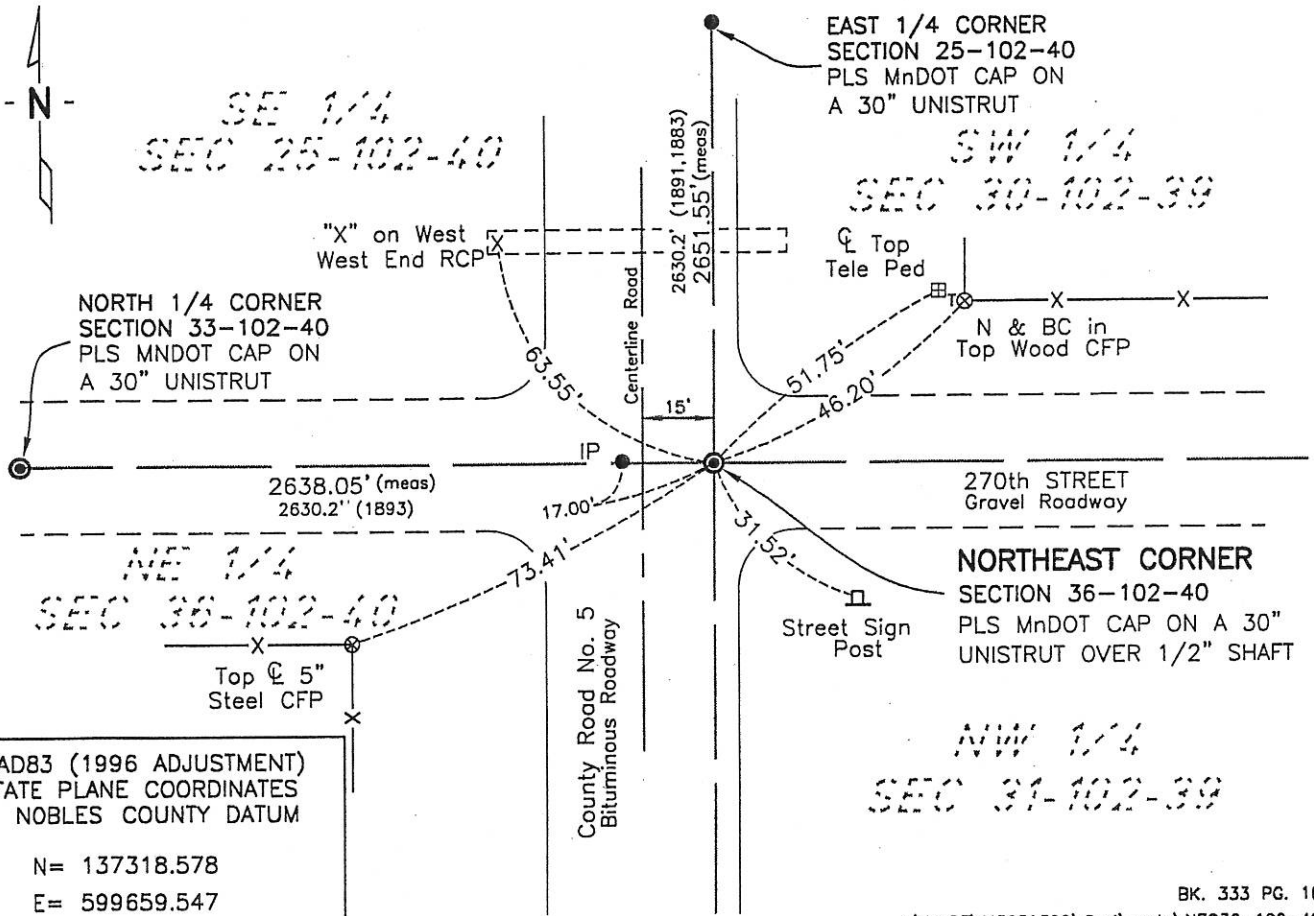 - N -
SE 1/4
SEC 25-102-40
EAST 1/4 CORNER
SECTION 25-102-40
PLS MnDOT CAP ON
A 30" UNISTRUT
SW 1/4
SEC 30-102-39
2630.2' (1891,1883)
2651.55' (meas)
"X" on West
West End RCP
X
℄ Top
Tele Ped
T
X
X
N & BC in
Top Wood CFP
NORTH 1/4 CORNER
SECTION 33-102-40
PLS MNDOT CAP ON
A 30" UNISTRUT
Centerline Road
63.55'
51.75'
46.20'
15'
IP
2638.05' (meas)
2630.2'' (1893)
17.00'
270th STREET
Gravel Roadway
73.41'
31.52'
NE 1/4
SEC 36-102-40
NORTHEAST CORNER
SECTION 36-102-40
PLS MnDOT CAP ON A 30"
UNISTRUT OVER 1/2" SHAFT
Street Sign
Post
X
Top ℄ 5"
Steel CFP
X
County Road No. 5
Bituminous Roadway
NW 1/4
SEC 31-102-39
AD83 (1996 ADJUSTMENT)
TATE PLANE COORDINATES
NOBLES COUNTY DATUM
N= 137318.578
E= 599659.547
BK. 333 PG. 1